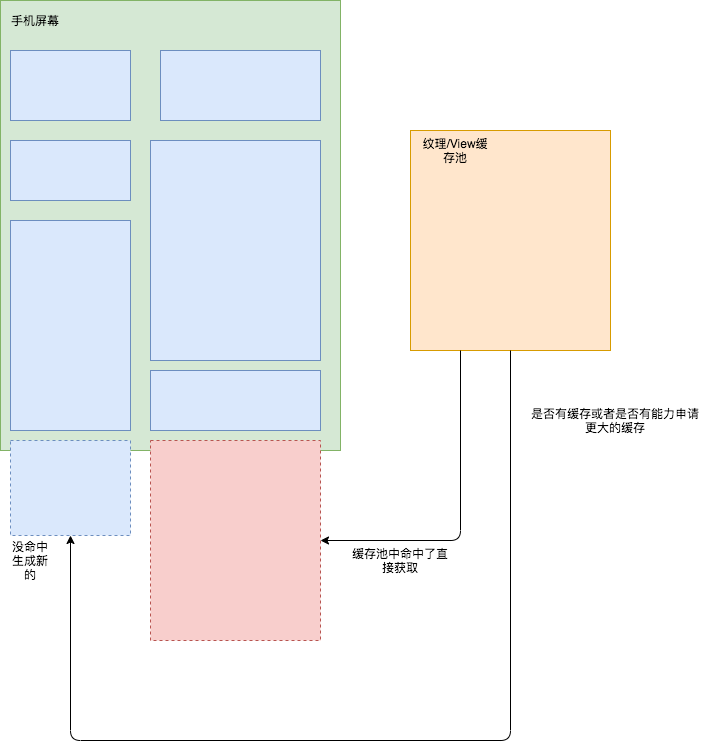 手机屏幕
纹理/View缓
存池
是否有缓存或者是否有能力申请
更大的缓存
没命中
生成新
的
缓存池中命中了直
接获取